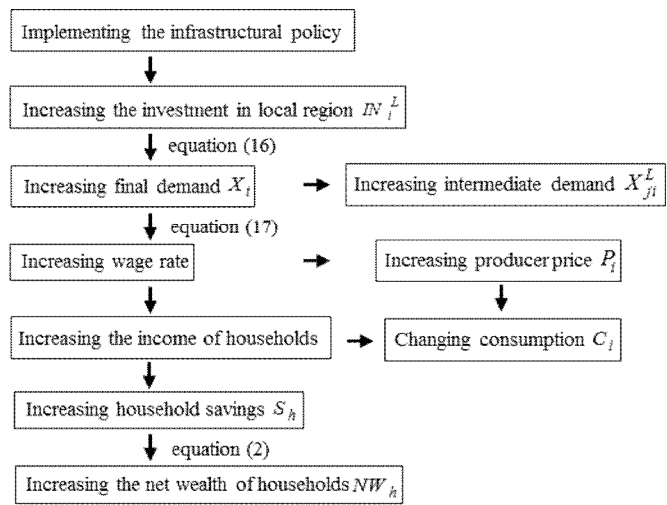 Implementing the infrastructural policy
Increasing the investment in local region IN_i^L
equation (16)
Increasing final demand X_i
Increasing intermediate demand X_{ji}^L
equation (17)
Increasing wage rate
Increasing producer price P_i
Increasing the income of households
Changing consumption C_i
Increasing household savings S_h
equation (2)
Increasing the net wealth of households NW_h